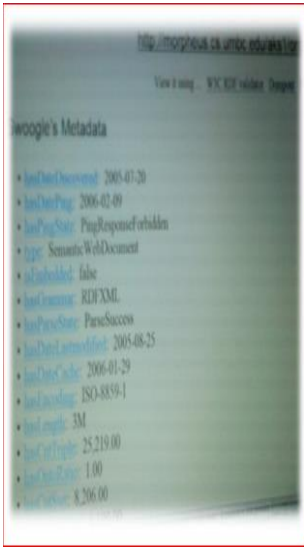 http://morpheus.cs.umbc.edu/aks1/
View it using ... W3C RDF validator
Swoogle's Metadata
• hasDateDiscovered: 2005-07-20
• hasDatePing: 2006-02-09
• hasPingState: PingResponseForbidden
• type: SemanticWebDocument
• isEmbedded: false
• hasGrammar: RDFXML
• hasParseState: ParseSuccess
• hasDateLastmodified: 2005-08-25
• hasDateCache: 2006-01-29
• hasEncoding: ISO-8859-1
• hasLength: 3M
• hasCntTriple: 25,219.00
• hasOntoRatio: 1.00
• 8,206.00